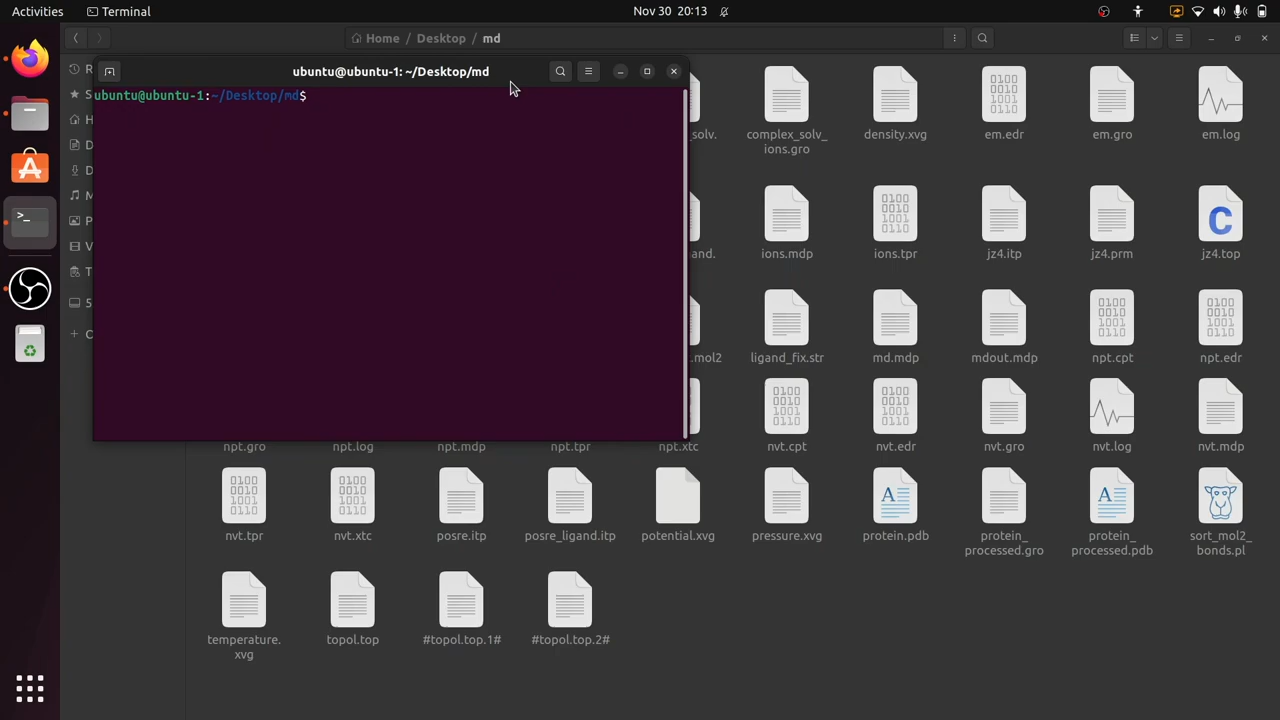 Activities
Terminal
Nov 30 20:13
Home / Desktop / md
ubuntu@ubuntu-1: ~/Desktop/md
ubuntu@ubuntu-1:~/Desktop/md$
R
S
H
D
D
M
P
V
T
5
+ O
_solv.
complex_solv_
ions.gro
density.xvg
em.edr
em.gro
em.log
and.
ions.mdp
ions.tpr
jz4.itp
jz4.prm
jz4.top
.mol2
ligand_fix.str
md.mdp
mdout.mdp
npt.cpt
npt.edr
npt.gro
npt.log
npt.mdp
npt.tpr
npt.xtc
nvt.cpt
nvt.edr
nvt.gro
nvt.log
nvt.mdp
nvt.tpr
nvt.xtc
posre.itp
posre_ligand.itp
potential.xvg
pressure.xvg
protein.pdb
protein_
processed.gro
protein_
processed.pdb
sort_mol2_
bonds.pl
temperature.
xvg
topol.top
#topol.top.1#
#topol.top.2#